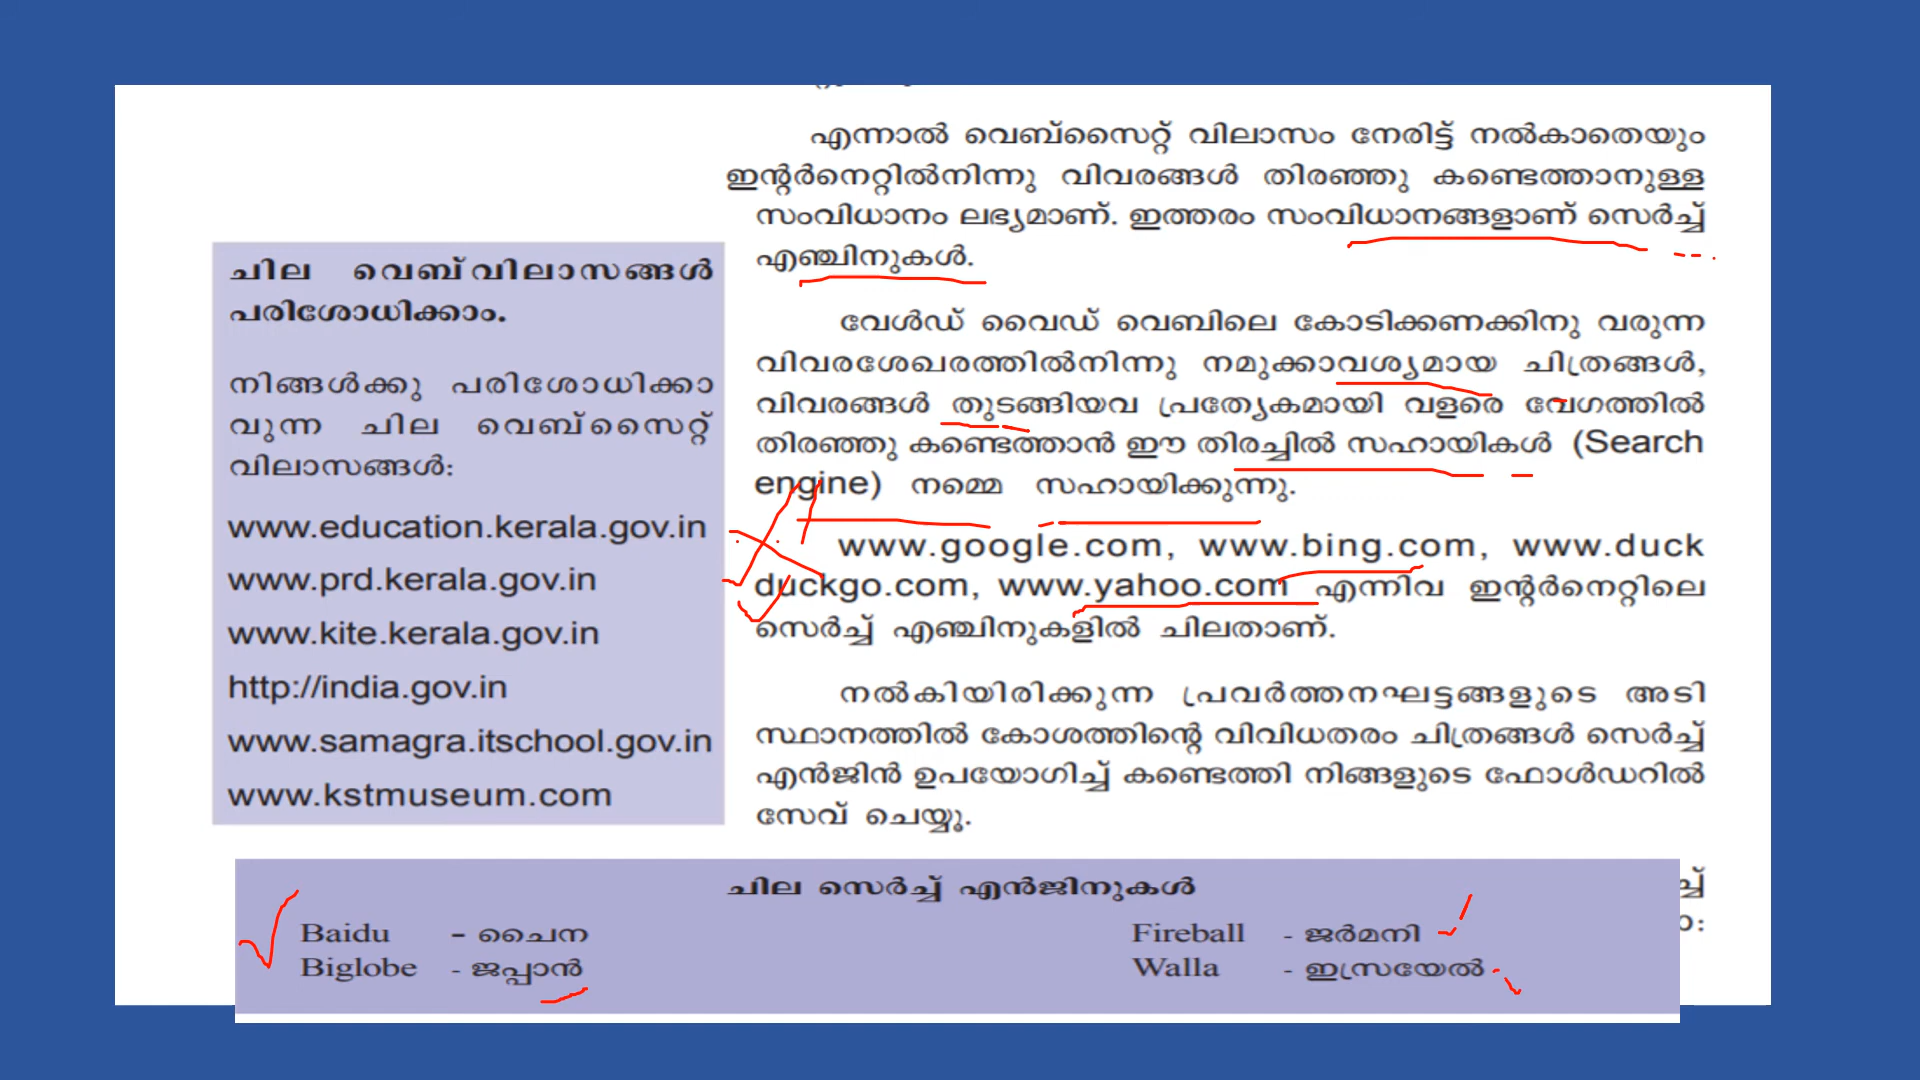 എന്നാൽ വെബ്സൈറ്റ് വിലാസം നേരിട്ട് നൽകാതെയും
ഇന്റർനെറ്റിൽനിന്നു വിവരങ്ങൾ തിരഞ്ഞു കണ്ടെത്താനുള്ള
സംവിധാനം ലഭ്യമാണ്. ഇത്തരം സംവിധാനങ്ങളാണ് സെർച്ച്
എഞ്ചിനുകൾ.
വേൾഡ് വൈഡ് വെബിലെ കോടിക്കണക്കിനു വരുന്ന
വിവരശേഖരത്തിൽനിന്നു നമുക്കാവശ്യമായ ചിത്രങ്ങൾ,
വിവരങ്ങൾ തുടങ്ങിയവ പ്രത്യേകമായി വളരെ വേഗത്തിൽ
തിരഞ്ഞു കണ്ടെത്താൻ ഈ തിരച്ചിൽ സഹായികൾ (Search
engine) നമ്മെ സഹായിക്കുന്നു.
www.google.com, www.bing.com, www.duck
duckgo.com, www.yahoo.com എന്നിവ ഇന്റർനെറ്റിലെ
സെർച്ച് എഞ്ചിനുകളിൽ ചിലതാണ്.
നൽകിയിരിക്കുന്ന പ്രവർത്തനഘട്ടങ്ങളുടെ അടി
സ്ഥാനത്തിൽ കോശത്തിന്റെ വിവിധതരം ചിത്രങ്ങൾ സെർച്ച്
എൻജിൻ ഉപയോഗിച്ച് കണ്ടെത്തി നിങ്ങളുടെ ഫോൾഡറിൽ
സേവ് ചെയ്യൂ.
ചില വെബ് വിലാസങ്ങൾ
പരിശോധിക്കാം.
നിങ്ങൾക്കു പരിശോധിക്കാ
വുന്ന ചില വെബ്സൈറ്റ്
വിലാസങ്ങൾ:
www.education.kerala.gov.in
www.prd.kerala.gov.in
www.kite.kerala.gov.in
http://india.gov.in
www.samagra.itschool.gov.in
www.kstmuseum.com
ചില സെർച്ച് എൻജിനുകൾ
Baidu - ചൈന Fireball - ജർമനി
Biglobe - ജപ്പാൻ Walla - ഇസ്രയേൽ